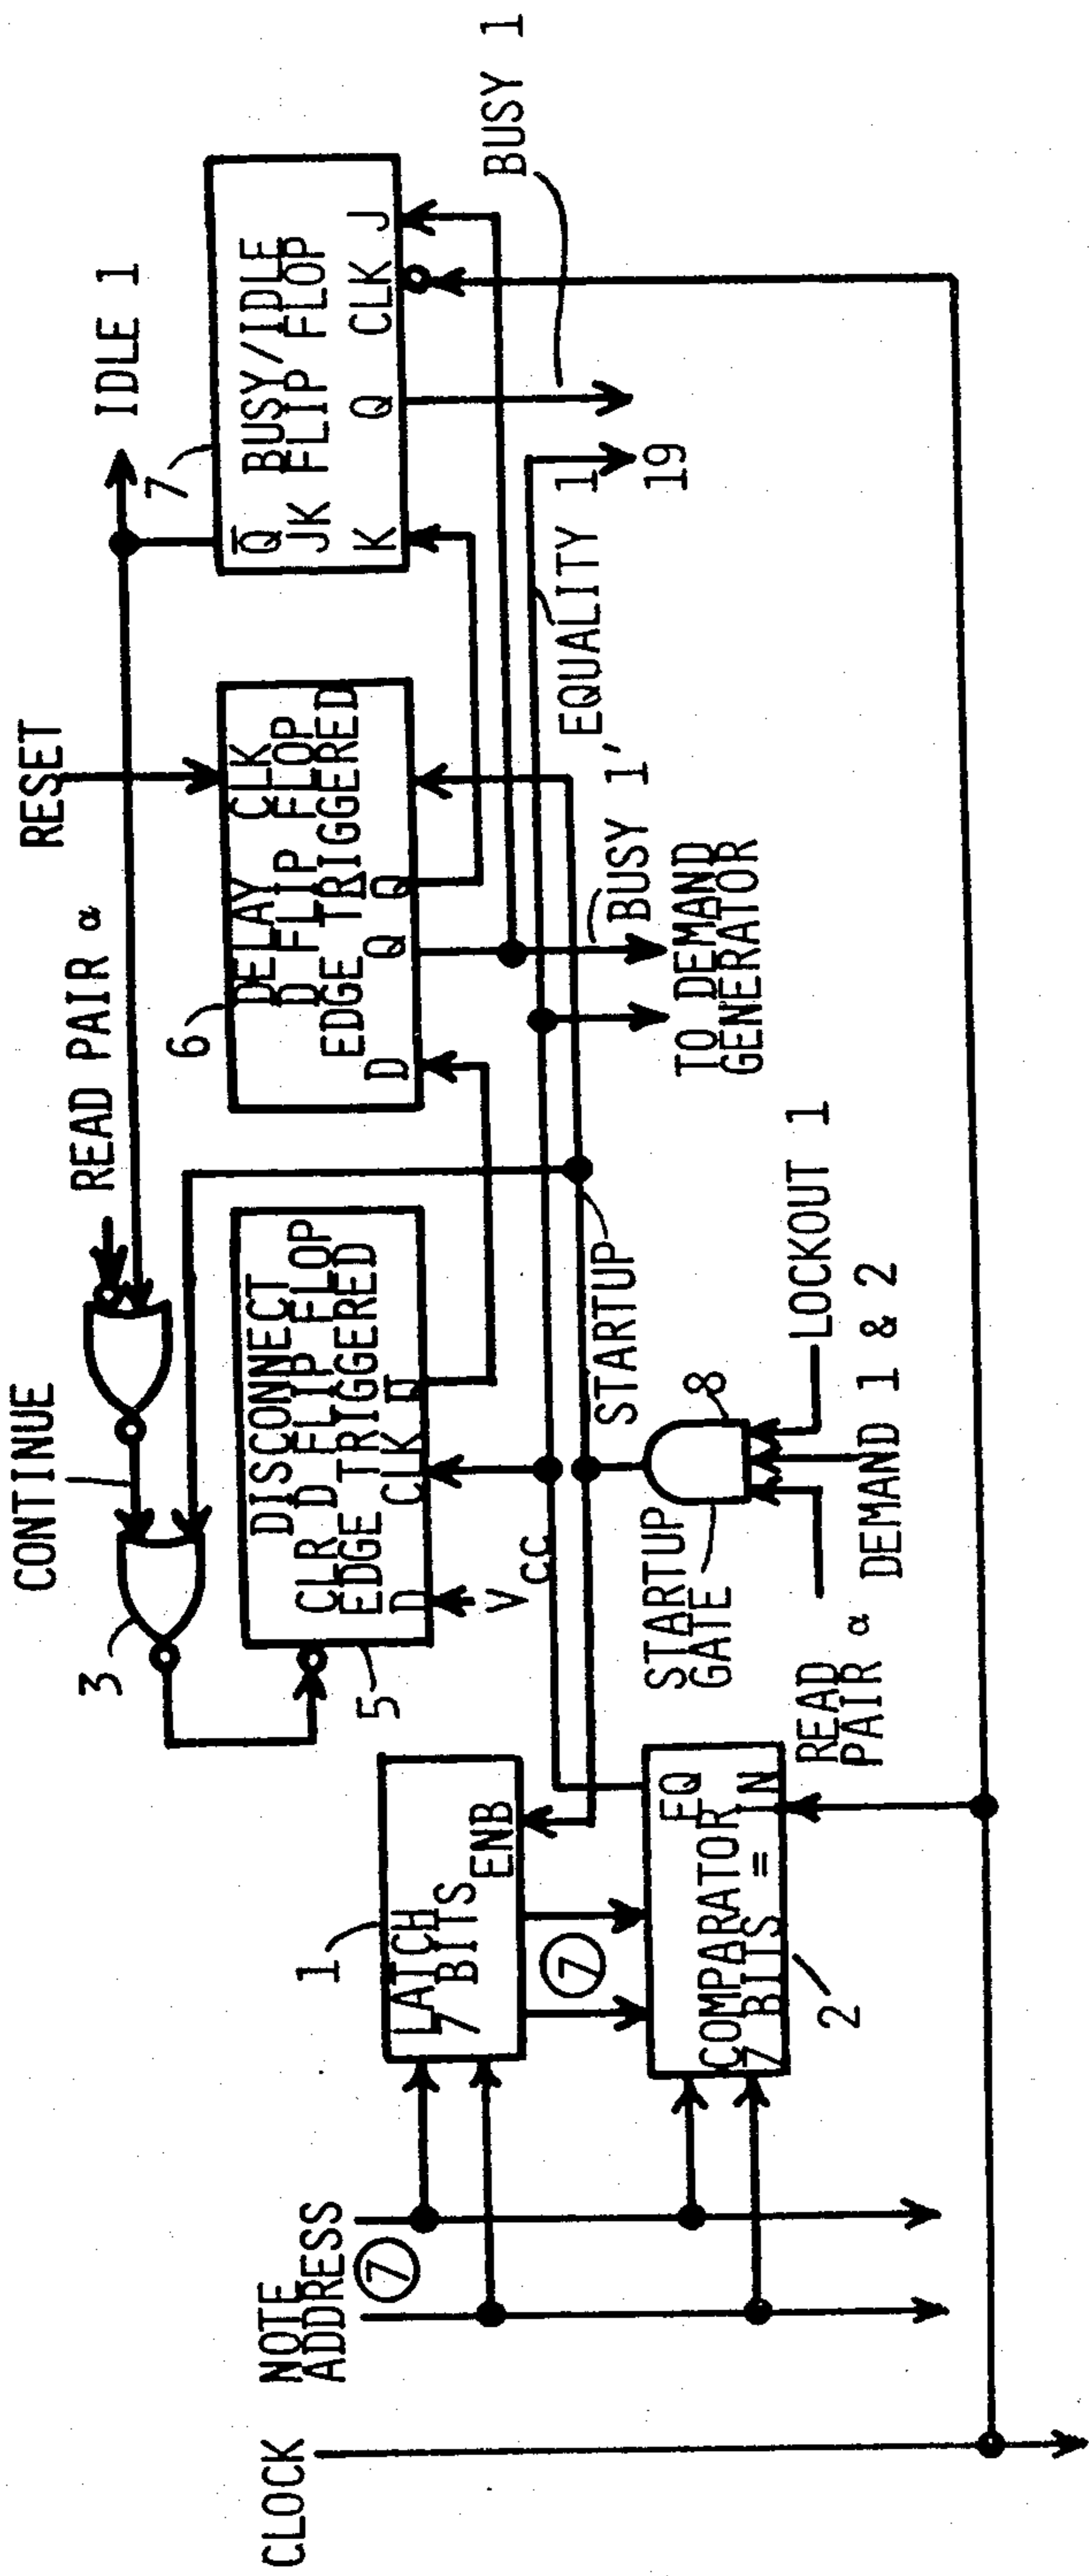 CLOCK
NOTE
ADDRESS
7
1
LATCH
7 BITS
ENB
7
COMPARATOR
7 BITS = IN
EQ
2
CONTINUE
3
READ PAIR α
5
DISCONNECT
CLR D FLIP FLOP
EDGE TRIGGERED
D
CLK
Q̅
V CC
STARTUP
GATE
8
READ
PAIR α
DEMAND 1 & 2
LOCKOUT 1
STARTUP
RESET
6
DELAY CLK
D FLIP FLOP
EDGE TRIGGERED
D
Q
Q̅
BUSY 1'
TO DEMAND
GENERATOR
EQUALITY 1
19
IDLE 1
7
Q̅ BUSY/IDLE
JK FLIP FLOP
K
Q
CLK
J
BUSY 1